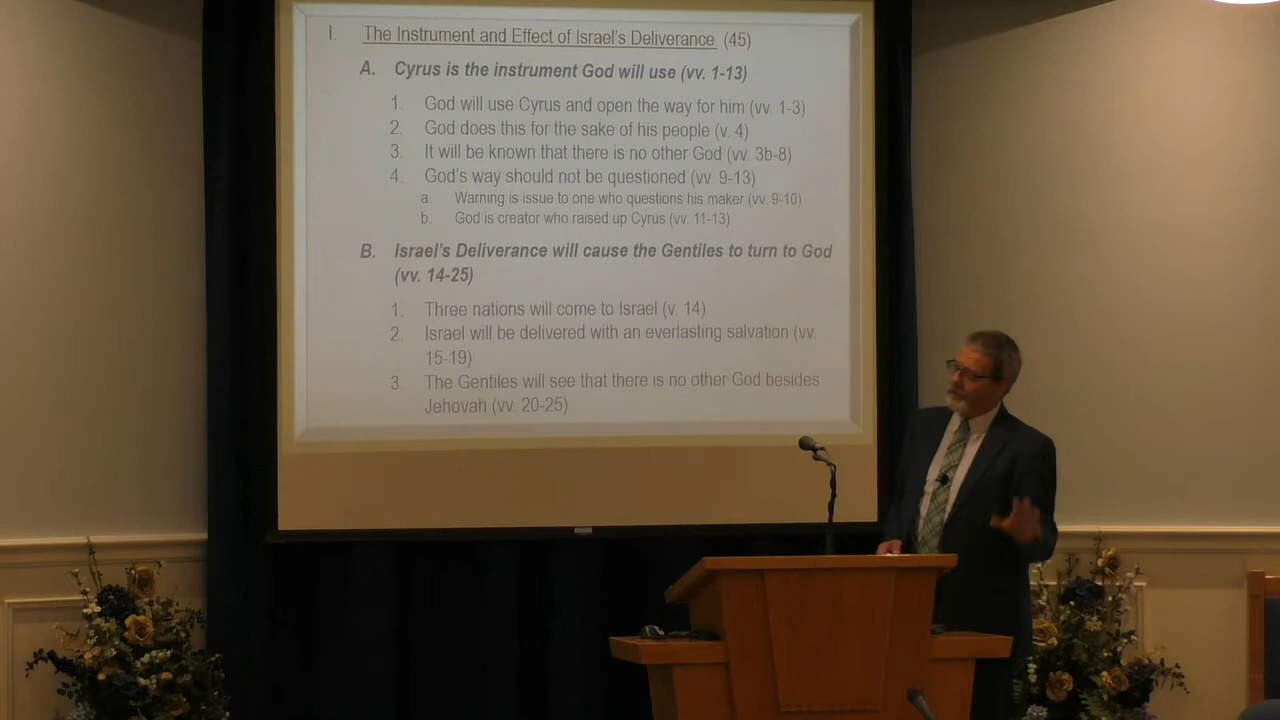 I. The Instrument and Effect of Israel's Deliverance (45)
A. Cyrus is the instrument God will use (vv. 1-13)
1. God will use Cyrus and open the way for him (vv. 1-3)
2. God does this for the sake of his people (v. 4)
3. It will be known that there is no other God (vv. 3b-8)
4. God's way should not be questioned (vv. 9-13)
a. Warning is issue to one who questions his maker (vv. 9-10)
b. God is creator who raised up Cyrus (vv. 11-13)
B. Israel's Deliverance will cause the Gentiles to turn to God
(vv. 14-25)
1. Three nations will come to Israel (v. 14)
2. Israel will be delivered with an everlasting salvation (vv.
15-19)
3. The Gentiles will see that there is no other God besides
Jehovah (vv. 20-25)